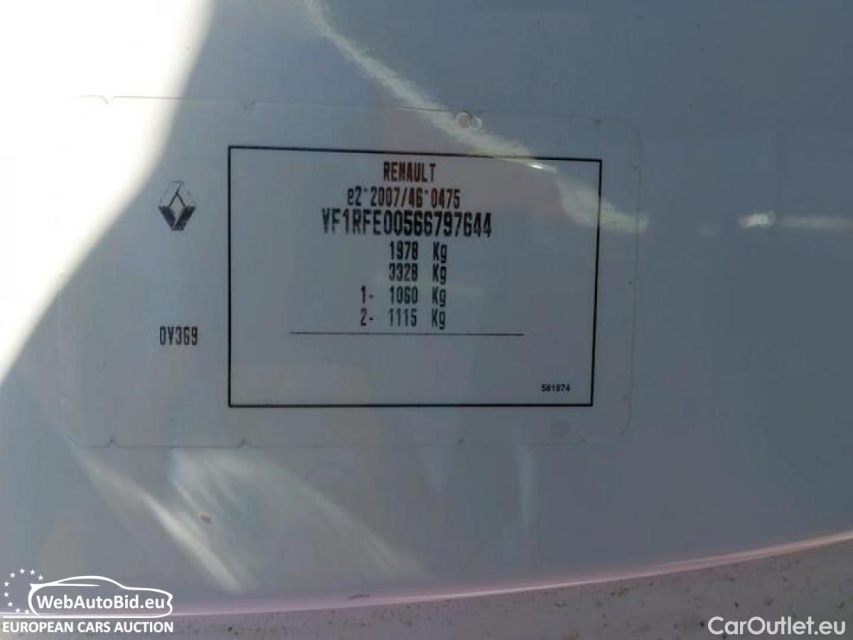 RENAULT
e2*2007/46*0475
VF1RFE00566797644
1978 Kg
3328 Kg
1- 1060 Kg
2- 1115 Kg
0V369
581874
WebAutoBid.eu
EUROPEAN CARS AUCTION
CarOutlet.eu